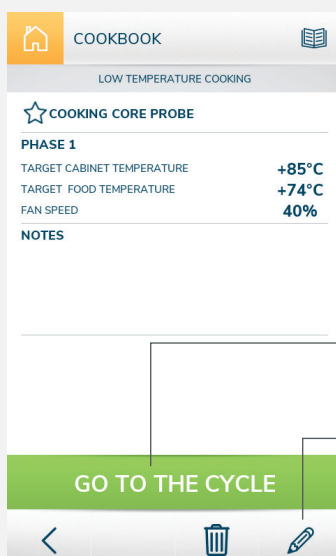 COOKBOOK
LOW TEMPERATURE COOKING
COOKING CORE PROBE
PHASE 1
TARGET CABINET TEMPERATURE +85°C
TARGET FOOD TEMPERATURE +74°C
FAN SPEED 40%
NOTES
GO TO THE CYCLE